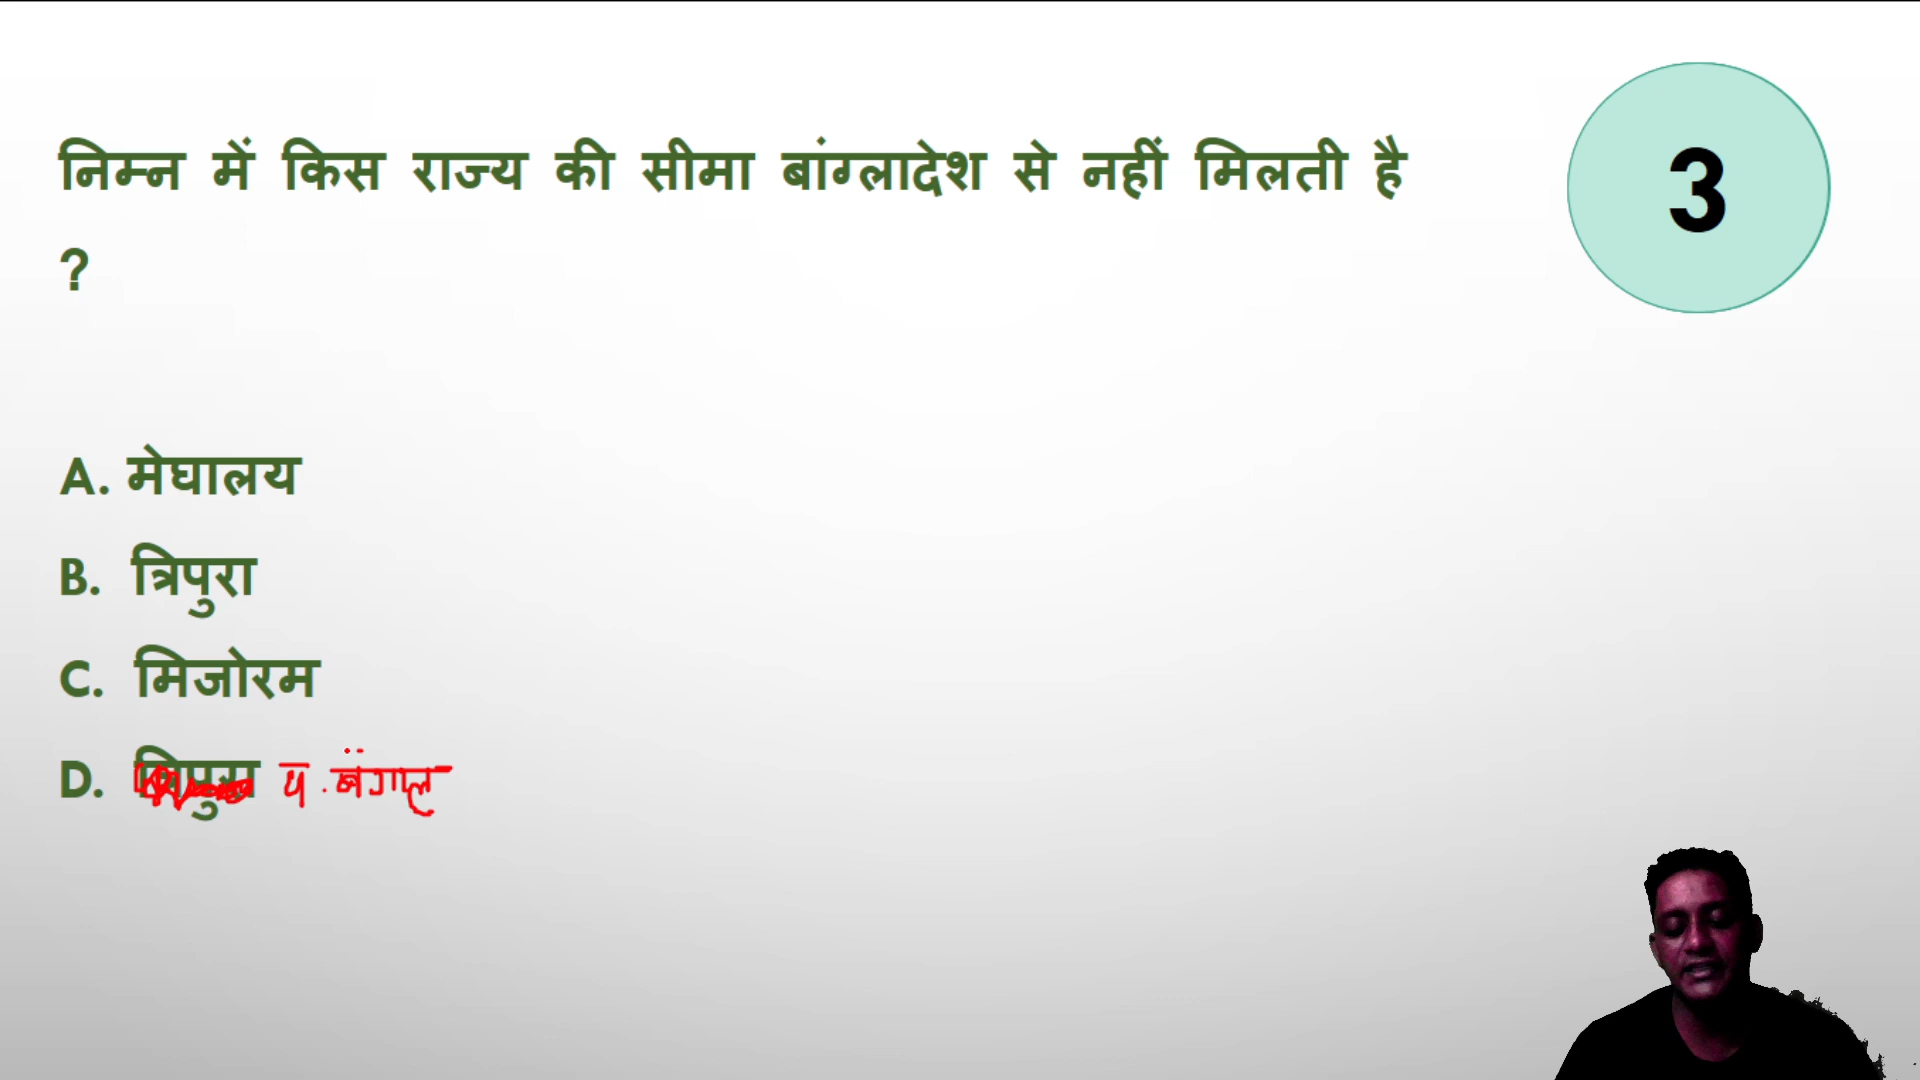 निम्न में किस राज्य की सीमा बांग्लादेश से नहीं मिलती है
?
3
A. मेघालय
B. त्रिपुरा
C. मिजोरम
D. त्रिपुरा प. बंगाल